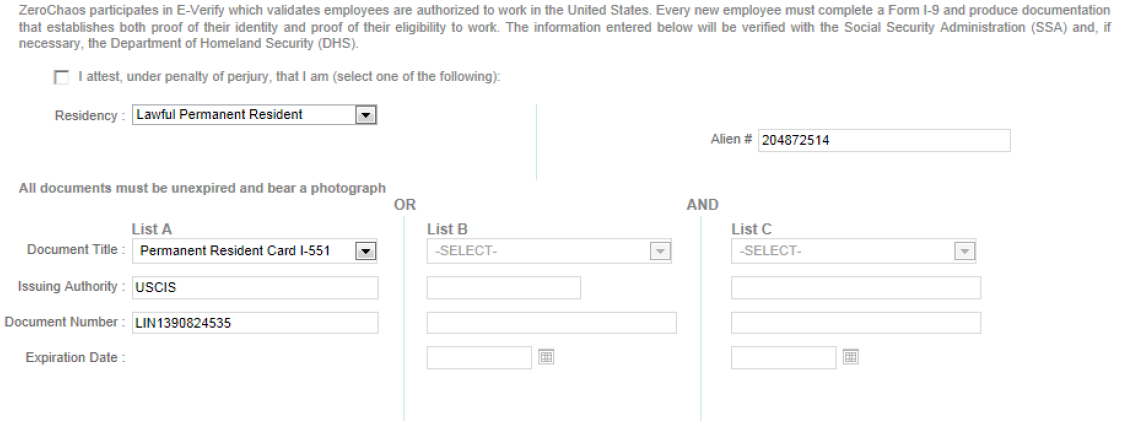 ZeroChaos participates in E-Verify which validates employees are authorized to work in the United States. Every new employee must complete a Form I-9 and produce documentation
that establishes both proof of their identity and proof of their eligibility to work. The information entered below will be verified with the Social Security Administration (SSA) and, if
necessary, the Department of Homeland Security (DHS).
I attest, under penalty of perjury, that I am (select one of the following):
Residency : Lawful Permanent Resident
Alien # 204872514
All documents must be unexpired and bear a photograph
OR AND
List A List B List C
Document Title : Permanent Resident Card I-551 -SELECT- -SELECT-
Issuing Authority : USCIS
Document Number : LIN1390824535
Expiration Date :